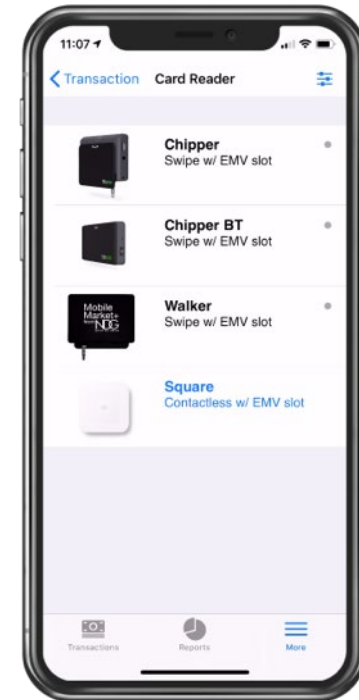 11:07
Transaction Card Reader
Chipper
Swipe w/ EMV slot
Chipper BT
Swipe w/ EMV slot
Mobile
Market+
NDG
Walker
Swipe w/ EMV slot
Square
Contactless w/ EMV slot
Transactions Reports More